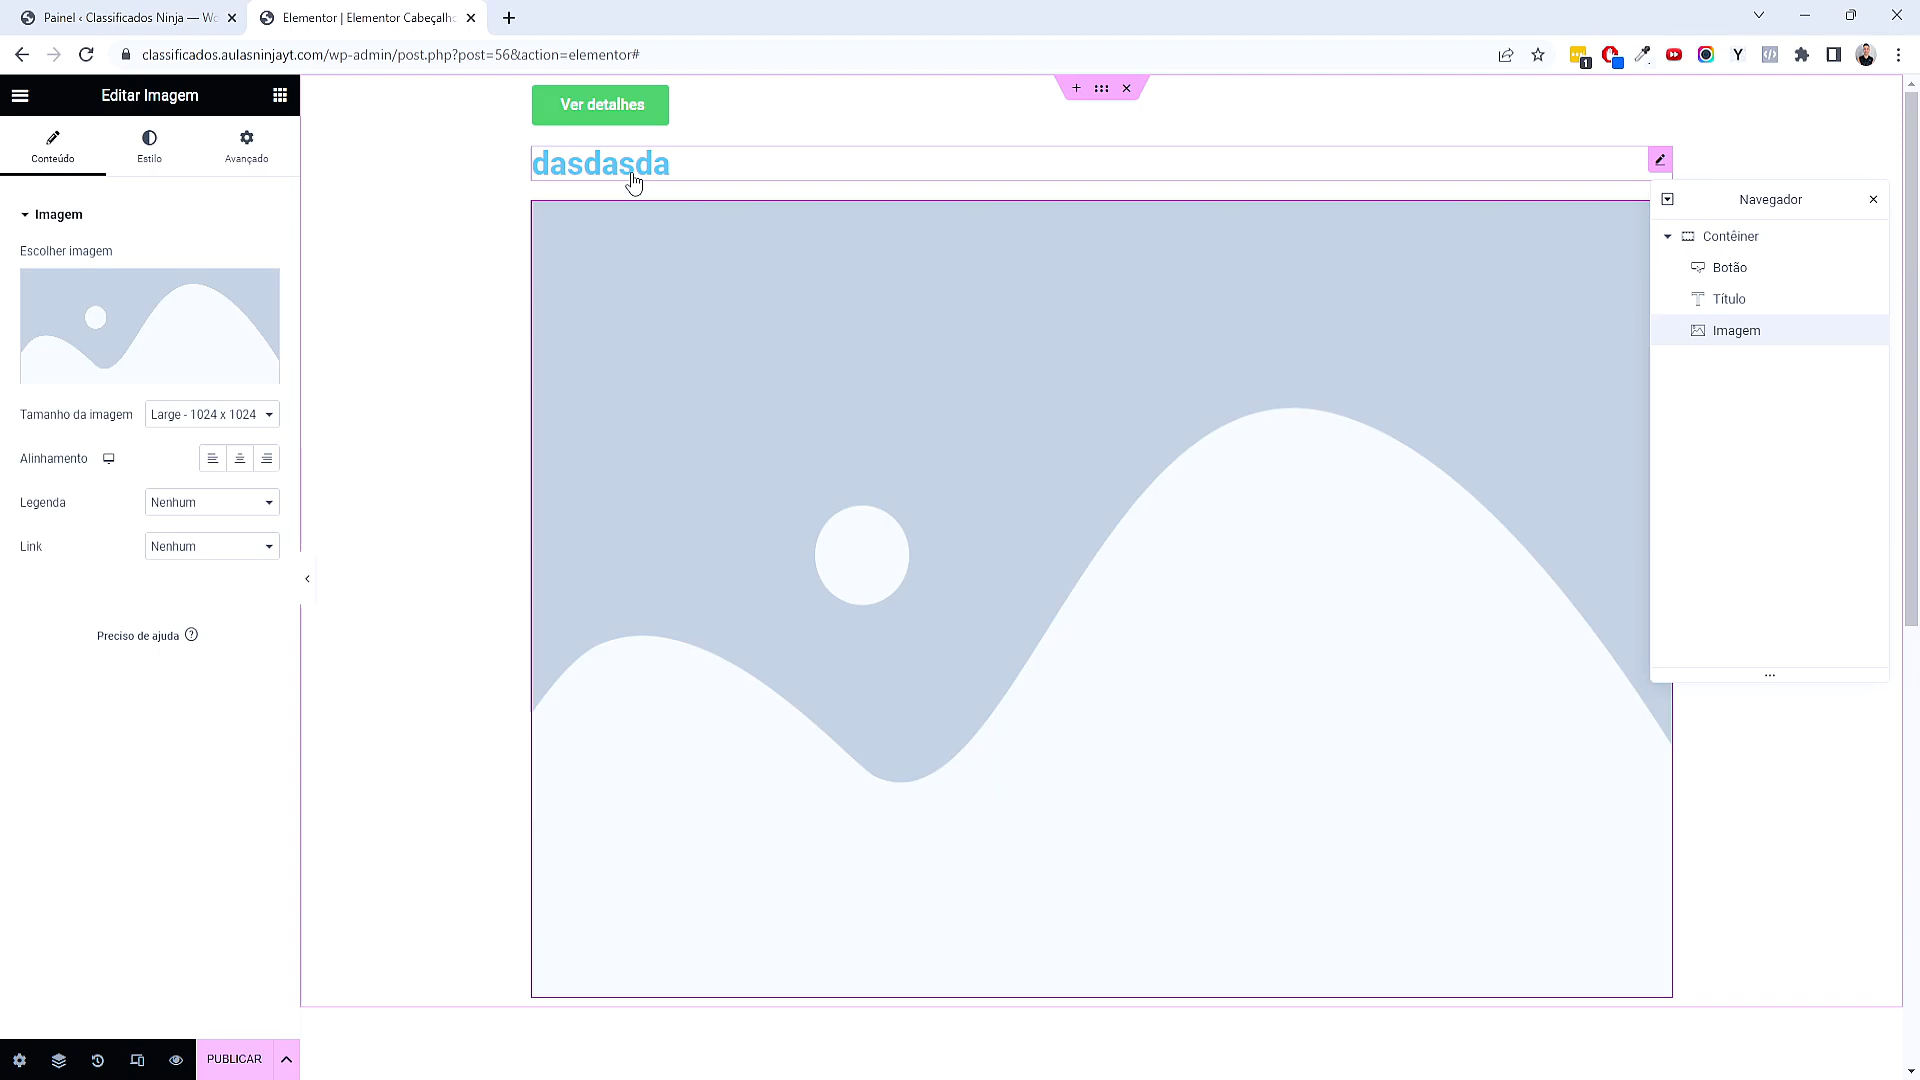 Painel ‹ Classificados Ninja — Wo
Elementor | Elementor Cabeçalho
classificados.aulasninjayt.com/wp-admin/post.php?post=56&action=elementor#
1
Y
Editar Imagem
Conteúdo
Estilo
Avançado
Imagem
Escolher imagem
Tamanho da imagem
Large - 1024 x 1024
Alinhamento
Legenda
Nenhum
Link
Nenhum
Preciso de ajuda
PUBLICAR
Ver detalhes
dasdasda
Navegador
Contêiner
Botão
Título
Imagem